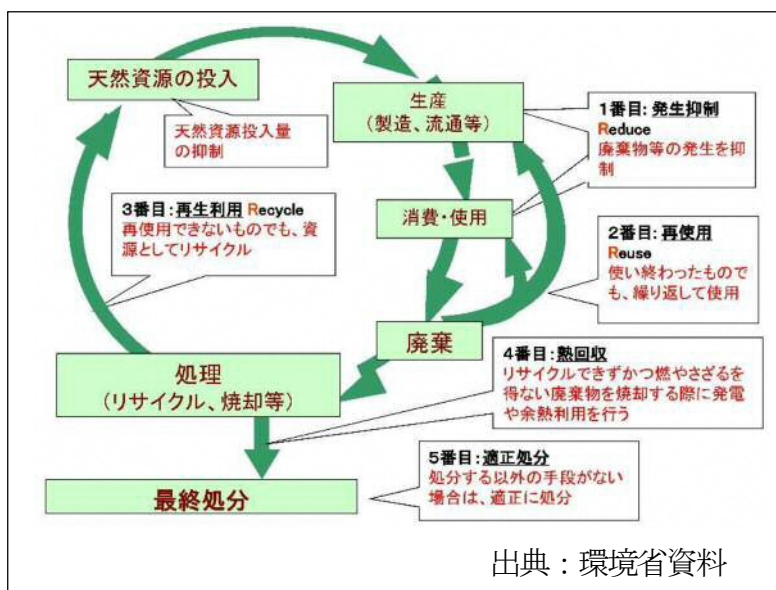 天然資源の投入
天然資源投入量
の抑制
生産
(製造、流通等)
1番目:発生抑制
Reduce
廃棄物等の発生を抑
制
3番目:再生利用 Recycle
再使用できないものでも、資
源としてリサイクル
消費・使用
2番目:再使用
Reuse
使い終わったもので
も、繰り返して使用
廃棄
処理
(リサイクル、焼却等)
4番目:熱回収
リサイクルできずかつ燃やさざるを
得ない廃棄物を焼却する際に発電
や余熱利用を行う
5番目:適正処分
処分する以外の手段がない
場合は、適正に処分
最終処分
出典:環境省資料